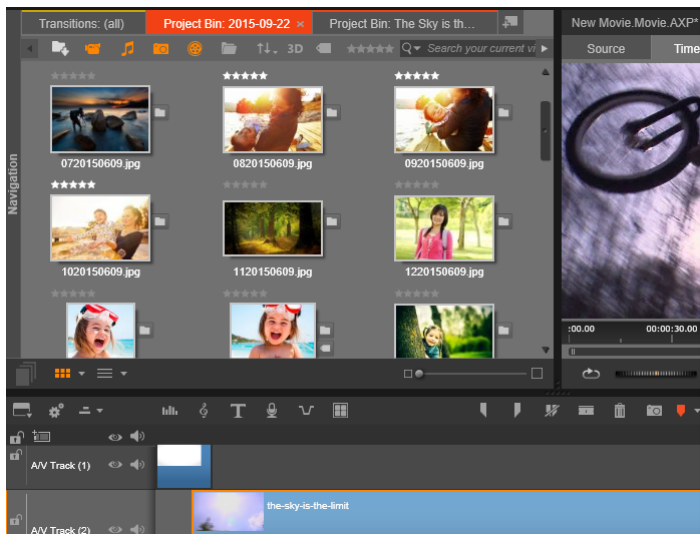 Transitions: (all)
Project Bin: 2015-09-22 ×
Project Bin: The Sky is th...
New Movie.Movie.AXP*
3D
Search your current vi
Source
Time
0720150609.jpg
0820150609.jpg
0920150609.jpg
Navigation
1020150609.jpg
1120150609.jpg
1220150609.jpg
:00.00
00:00:30.00
T
A/V Track (1)
the-sky-is-the-limit
A/V Track (2)